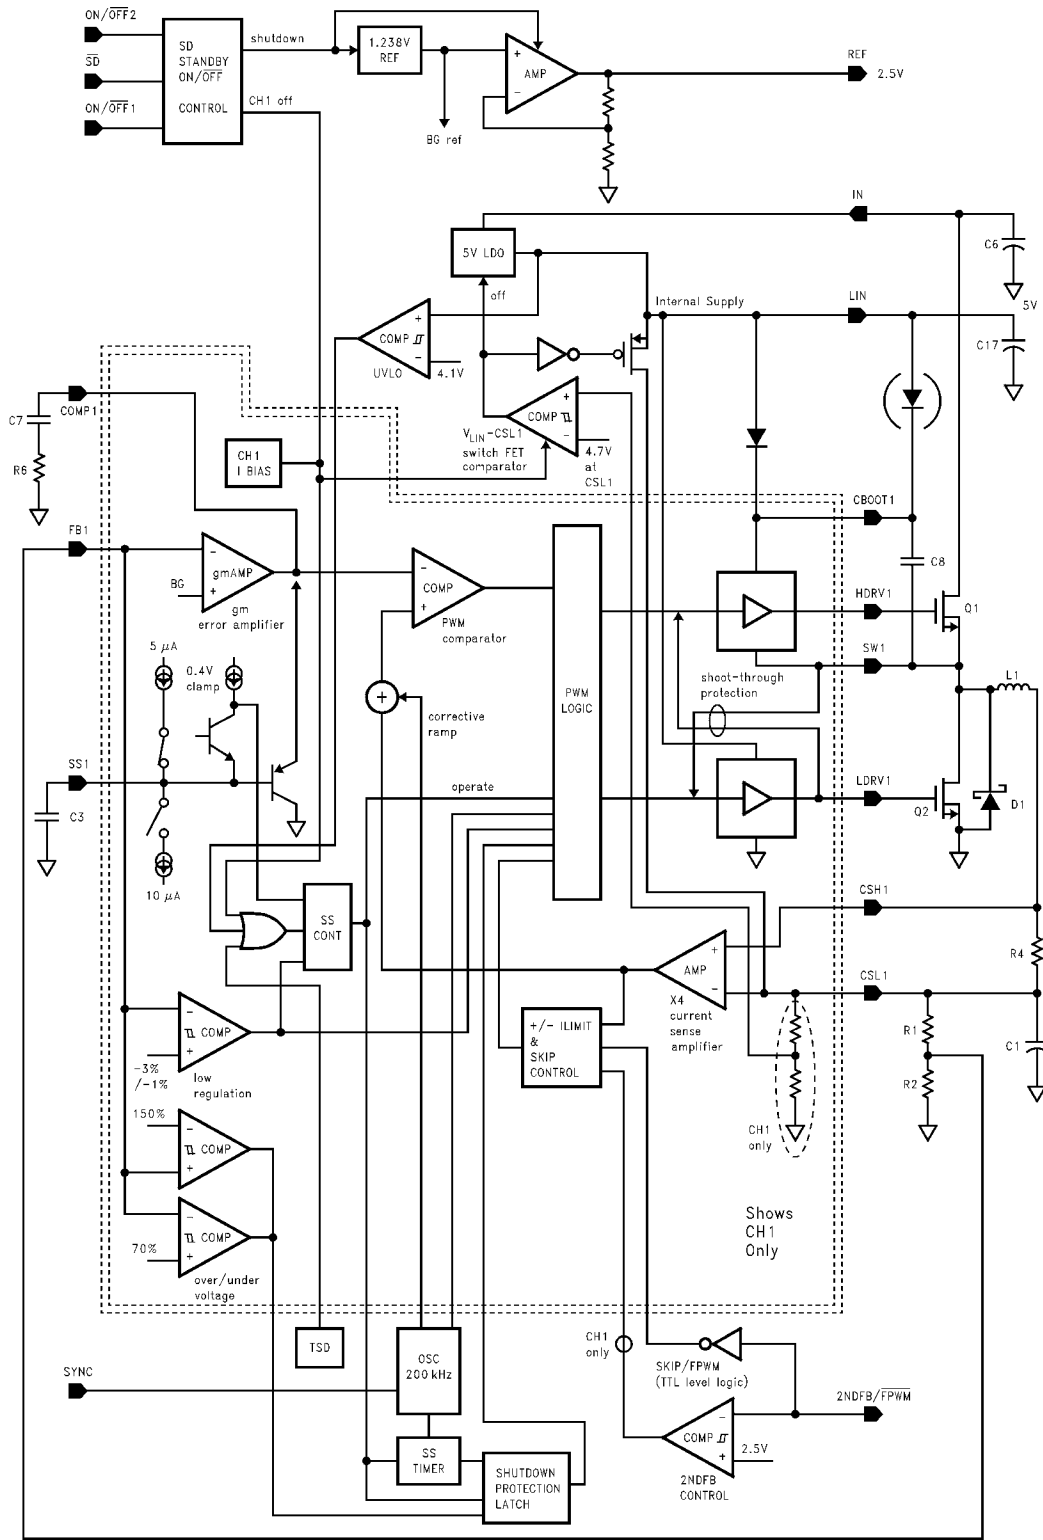 ON/OFF2
SD
ON/OFF1
SD
STANDBY
ON/OFF
CONTROL
shutdown
CH1 off
1.238V
REF
BG ref
+
AMP
-
REF
2.5V
IN
C6
5V LDO
off
Internal Supply
LIN
5V
C17
+
COMP
-
UVLO
4.1V
+
COMP
-
4.7V
at
CSL1
VLIN-CSL1
switch FET
comparator
COMP1
C7
R6
CH1
I BIAS
CBOOT1
C8
FB1
-
gmAMP
+
BG
gm
error amplifier
-
COMP
+
PWM
comparator
HDRV1
Q1
SW1
L1
5 μA
0.4V
clamp
+
corrective
ramp
PWM
LOGIC
shoot-through
protection
SS1
C3
10 μA
operate
LDRV1
Q2
D1
SS
CONT
CSH1
+
AMP
-
X4
current
sense
amplifier
CSL1
R4
R1
R2
C1
-
COMP
+
-3%
/-1%
low
regulation
+/- ILIMIT
&
SKIP
CONTROL
CH1
only
150%
-
COMP
+
-
COMP
+
70%
over/under
voltage
Shows
CH1
Only
TSD
OSC
200 kHz
SYNC
CH1
only
SKIP/FPWM
(TTL level logic)
2NDFB/FPWM
-
COMP
+
2.5V
2NDFB
CONTROL
SS
TIMER
SHUTDOWN
PROTECTION
LATCH